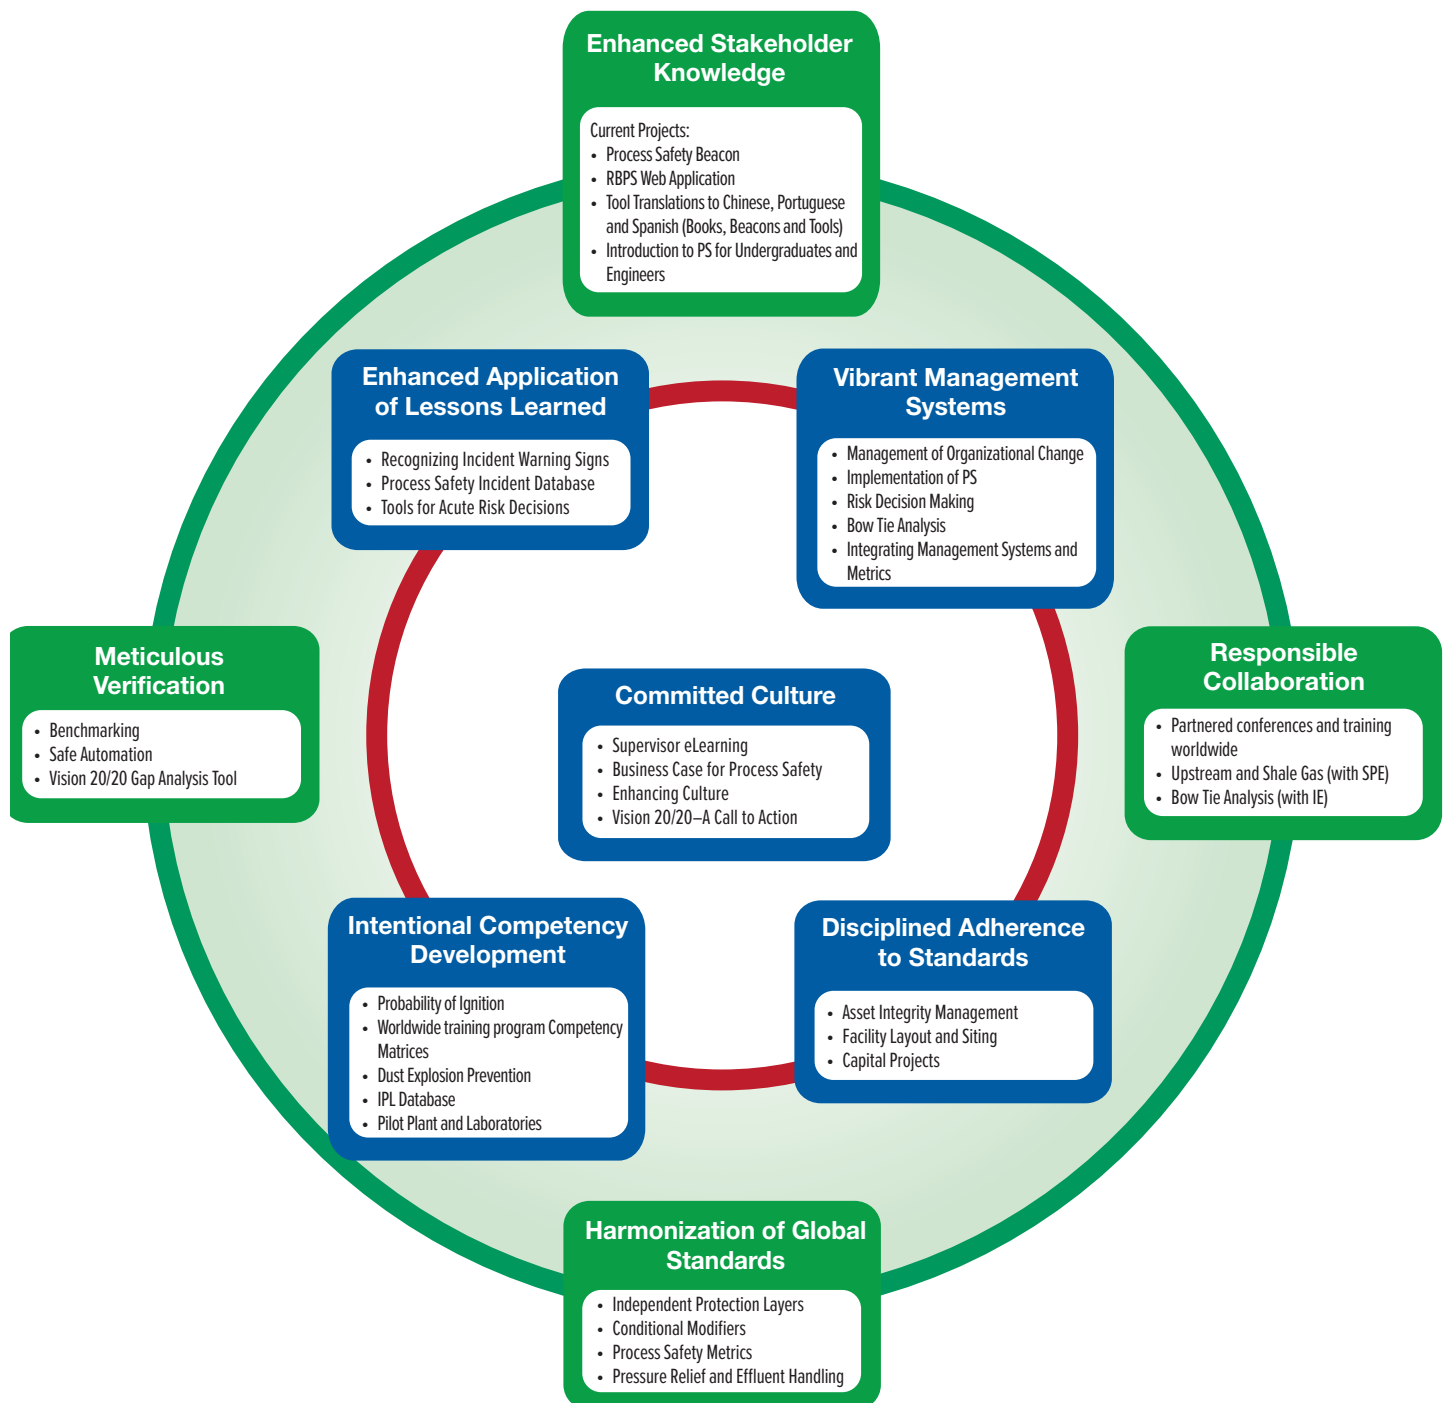 Enhanced Stakeholder
Knowledge
Current Projects:
• Process Safety Beacon
• RBPS Web Application
• Tool Translations to Chinese, Portuguese
and Spanish (Books, Beacons and Tools)
• Introduction to PS for Undergraduates and
Engineers
Enhanced Application
of Lessons Learned
• Recognizing Incident Warning Signs
• Process Safety Incident Database
• Tools for Acute Risk Decisions
Vibrant Management
Systems
• Management of Organizational Change
• Implementation of PS
• Risk Decision Making
• Bow Tie Analysis
• Integrating Management Systems and
Metrics
Meticulous
Verification
• Benchmarking
• Safe Automation
• Vision 20/20 Gap Analysis Tool
Committed Culture
• Supervisor eLearning
• Business Case for Process Safety
• Enhancing Culture
• Vision 20/20–A Call to Action
Responsible
Collaboration
• Partnered conferences and training
worldwide
• Upstream and Shale Gas (with SPE)
• Bow Tie Analysis (with IE)
Intentional Competency
Development
• Probability of Ignition
• Worldwide training program Competency
Matrices
• Dust Explosion Prevention
• IPL Database
• Pilot Plant and Laboratories
Disciplined Adherence
to Standards
• Asset Integrity Management
• Facility Layout and Siting
• Capital Projects
Harmonization of Global
Standards
• Independent Protection Layers
• Conditional Modifiers
• Process Safety Metrics
• Pressure Relief and Effluent Handling